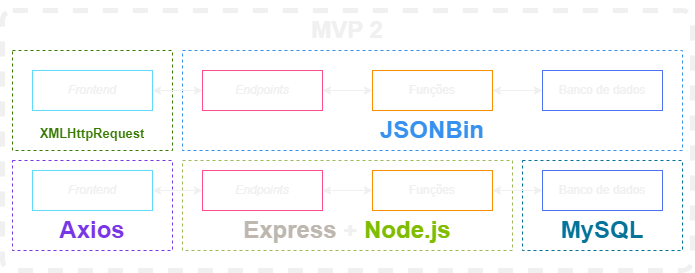 MVP 2
Frontend Endpoints Funções Banco de dados
XMLHttpRequest JSONBin
Frontend Endpoints Funções Banco de dados
Axios Express + Node.js MySQL